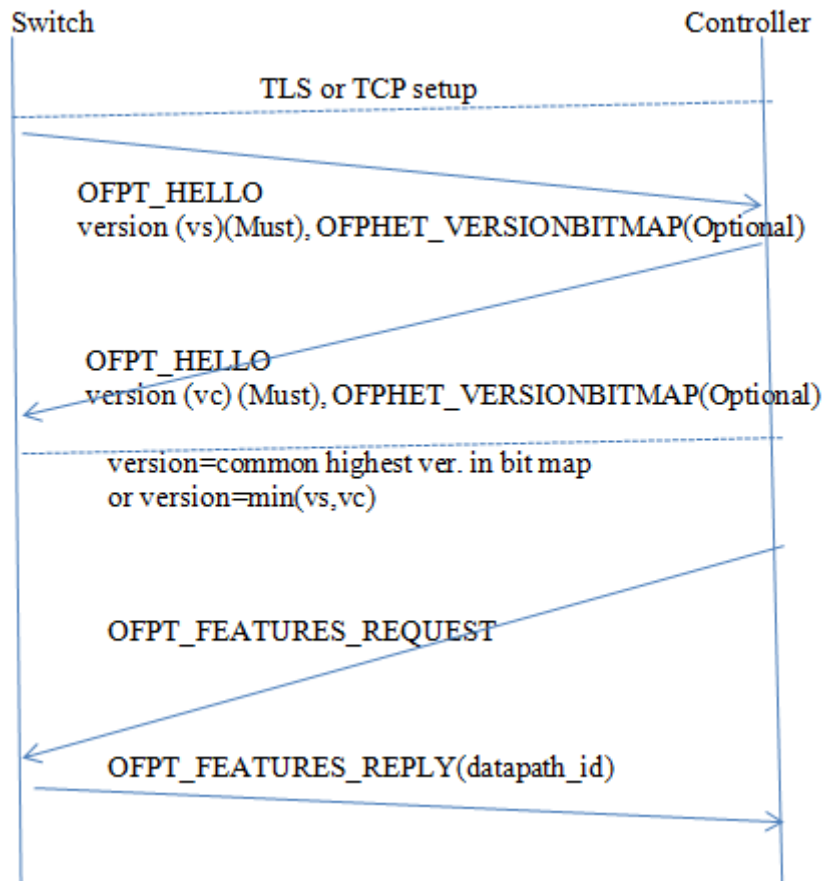 Switch
Controller
TLS or TCP setup
OFPT_HELLO
version (vs)(Must), OFPHET_VERSIONBITMAP(Optional)
OFPT_HELLO
version (vc) (Must), OFPHET_VERSIONBITMAP(Optional)
version=common highest ver. in bit map
or version=min(vs,vc)
OFPT_FEATURES_REQUEST
OFPT_FEATURES_REPLY(datapath_id)